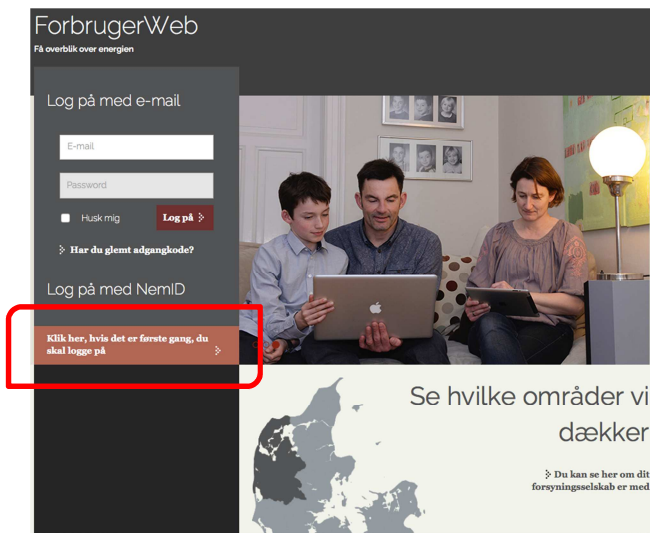 ForbrugerWeb
Få overblik over energien
Log på med e-mail
E-mail
Password
Husk mig
Log på
Har du glemt adgangkode?
Log på med NemID
Klik her, hvis det er første gang, du
skal logge på
Se hvilke områder vi
dækker
Du kan se her om dit
forsyningsselskab er med